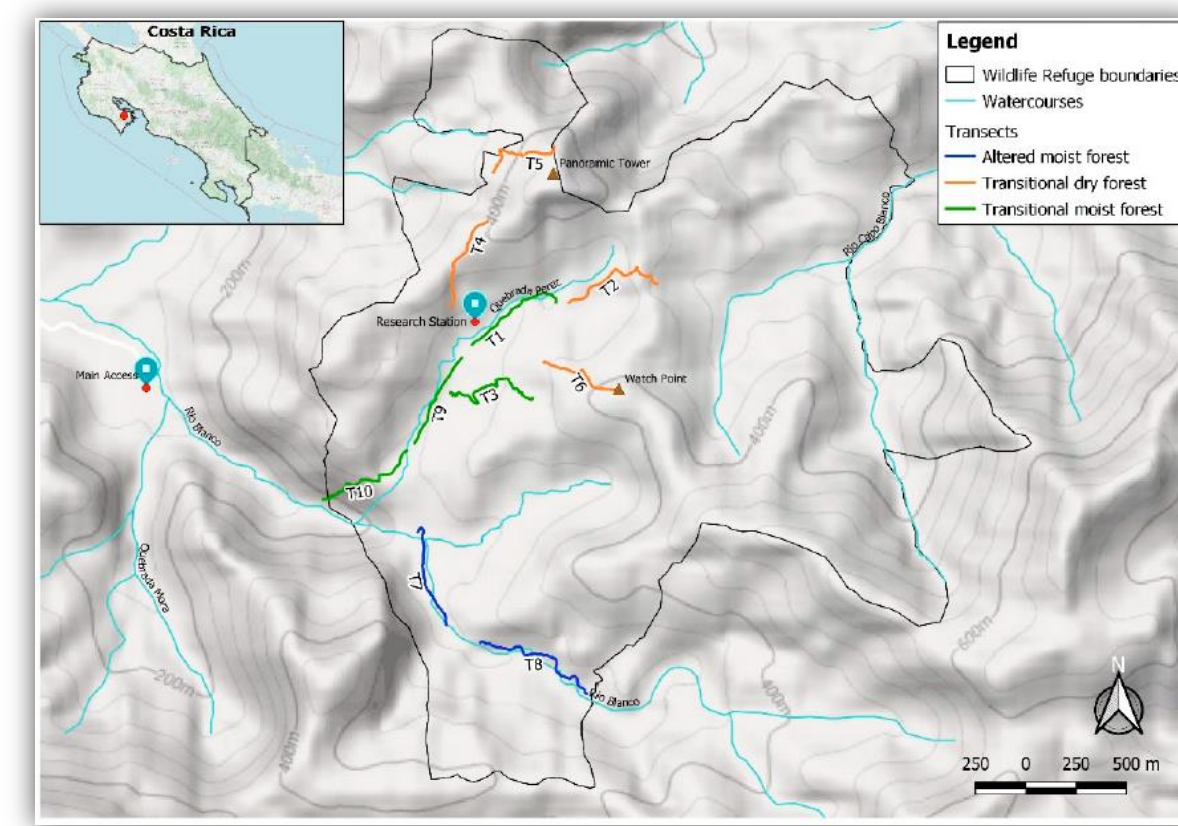 Costa Rica
Legend
Wildlife Refuge boundaries
Watercourses
Transects
Altered moist forest
Transitional dry forest
Transitional moist forest
T5
Panoramic Tower
400m
T4
Río Capo Blanco
200m
Quebrada Perez
T2
Research Station
T1
Main Access
T6
Watch Point
T3
T9
400m
Río Blanco
T10
Quebrada Mora
T7
600m
T8
200m
400m
Río Blanco
N
400m
250 0 250 500 m